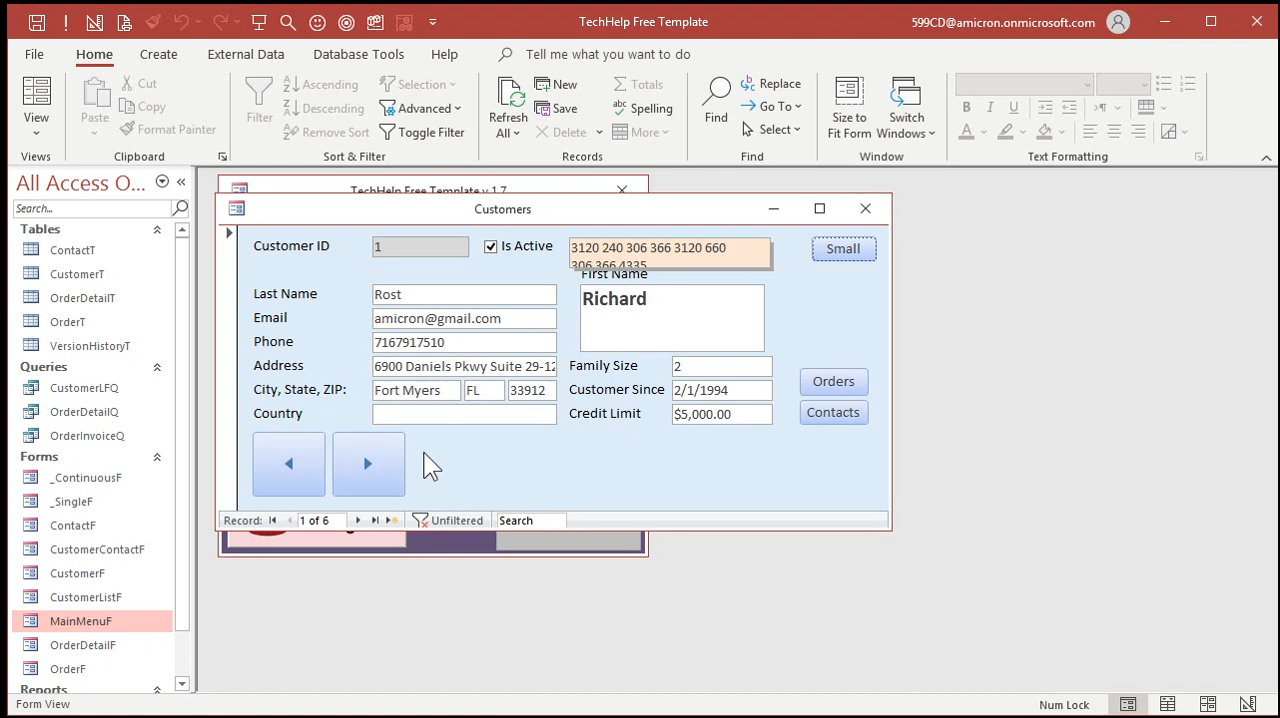 TechHelp Free Template
599CD@amicron.onmicrosoft.com
File Home Create External Data Database Tools Help Tell me what you want to do
View
Views
Paste
Cut
Copy
Format Painter
Clipboard
Filter
Ascending
Descending
Remove Sort
Selection
Advanced
Toggle Filter
Sort & Filter
Refresh
All
New
Save
Delete
Totals
Spelling
More
Records
Find
Replace
Go To
Select
Find
Size to
Fit Form
Switch
Windows
Window
B I U
A
Text Formatting
All Access O...
Search...
Tables
ContactT
CustomerT
OrderDetailT
OrderT
VersionHistoryT
Queries
CustomerLFQ
OrderDetailQ
OrderInvoiceQ
Forms
_ContinuousF
_SingleF
ContactF
CustomerContactF
CustomerF
CustomerListF
MainMenuF
OrderDetailF
OrderF
Reports
TechHelp Free Template v 1.7
Customers
Customer ID 1 Is Active
3120 240 306 366 3120 660
306 366 4335
Small
First Name
Richard
Last Name Rost
Email amicron@gmail.com
Phone 7167917510
Address 6900 Daniels Pkwy Suite 29-12
City, State, ZIP: Fort Myers FL 33912
Country
Family Size 2
Customer Since 2/1/1994
Credit Limit $5,000.00
Orders
Contacts
Record: 1 of 6 Unfiltered Search
Form View
Num Lock